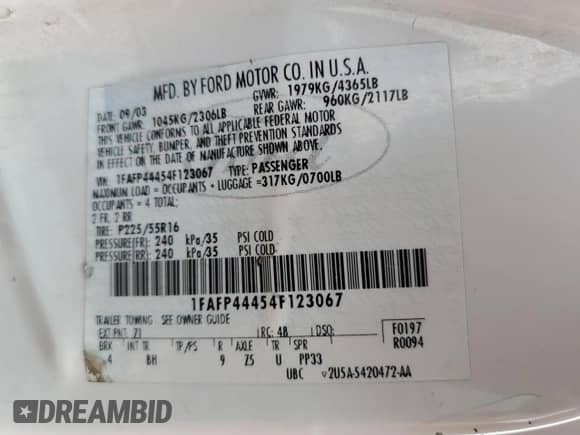 MFD. BY FORD MOTOR CO. IN U.S.A.
DATE: 09/03 GVWR: 1979KG/4365LB
FRONT GAWR: 1045KG/2306LB REAR GAWR: 960KG/2117LB
THIS VEHICLE CONFORMS TO ALL APPLICABLE FEDERAL MOTOR
VEHICLE SAFETY, BUMPER, AND THEFT PREVENTION STANDARDS
IN EFFECT ON THE DATE OF MANUFACTURE SHOWN ABOVE.
VIN: 1FAFP44454F123067 TYPE: PASSENGER
MAXIMUM LOAD = OCCUPANTS + LUGGAGE =317KG/0700LB
OCCUPANTS = 4 TOTAL;
2 FR, 2 RR
TIRE: P225/55R16
PRESSURE(FR): 240 kPa/35 PSI COLD
PRESSURE(RR): 240 kPa/35 PSI COLD
1FAFP44454F123067
TRAILER TOWING - SEE OWNER GUIDE
EXT PNT: Z1 RC: 48 DSO: F0197
BRK INT TR TP/PS R AXLE TR SPR R0094
4 BH 9 Z5 U PP33
UBC 2U5A-5420472-AA
DREAMBID